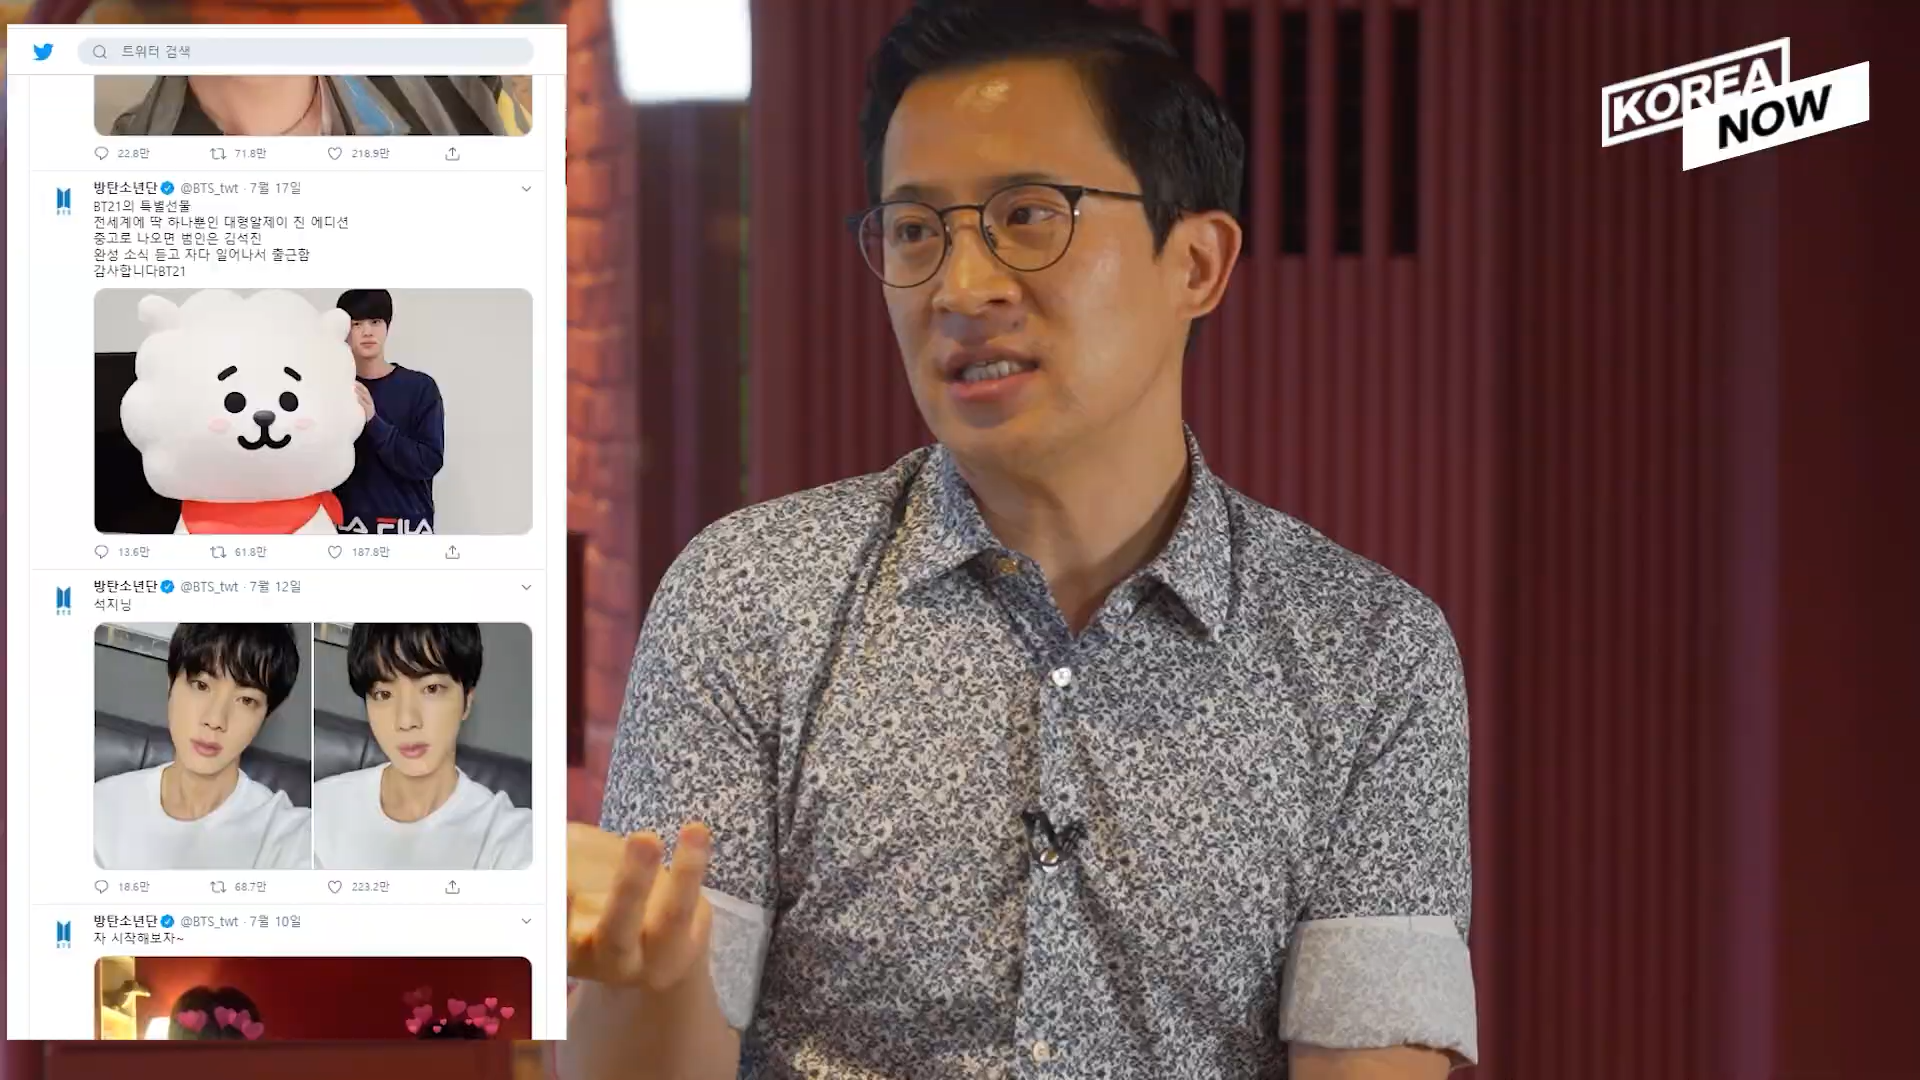 트위터 검색
22.8만 71.8만 218.9만
방탄소년단 @BTS_twt · 7월 17일
BT21의 특별선물
전세계에 딱 하나뿐인 대형알제이 진 에디션
중고로 나오면 범인은 김석진
완성 소식 듣고 자다 일어나서 출근함
감사합니다BT21
FILA
13.6만 61.8만 187.8만
BTS
방탄소년단 @BTS_twt · 7월 12일
석지닝
18.6만 68.7만 223.2만
BTS
방탄소년단 @BTS_twt · 7월 10일
자 시작해보자~
BTS
KOREA
NOW